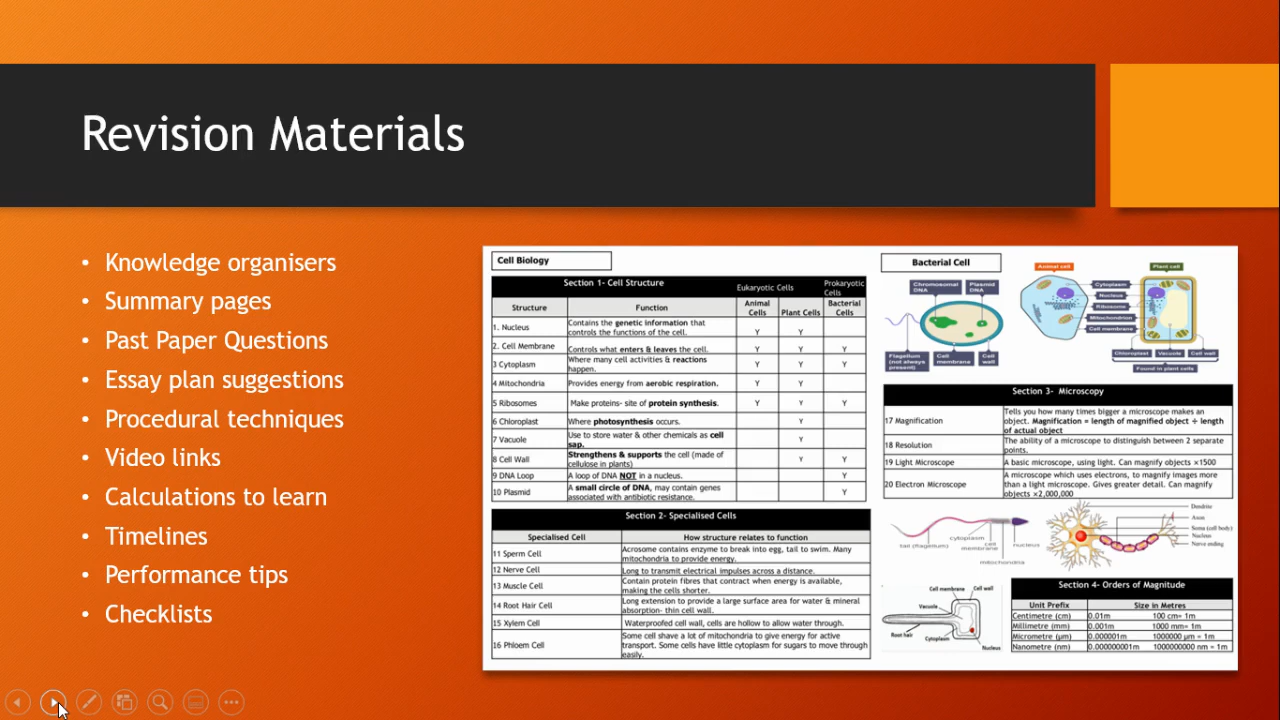 Revision Materials
• Knowledge organisers
• Summary pages
• Past Paper Questions
• Essay plan suggestions
• Procedural techniques
• Video links
• Calculations to learn
• Timelines
• Performance tips
• Checklists
Cell Biology
Section 1- Cell Structure Eukaryotic Cells Prokaryotic Cells
Structure Function Animal Cells Plant Cells Bacterial Cells
1. Nucleus Contains the genetic information that
controls the functions of the cell. Y Y
2. Cell Membrane Controls what enters & leaves the cell. Y Y Y
3 Cytoplasm Where many cell activities & reactions
happen. Y Y Y
4 Mitochondria Provides energy from aerobic respiration. Y Y
5 Ribosomes Make proteins- site of protein synthesis. Y Y Y
6 Chloroplast Where photosynthesis occurs. Y
7 Vacuole Use to store water & other chemicals as cell
sap. Y
8 Cell Wall Strengthens & supports the cell (made of
cellulose in plants) Y Y
9 DNA Loop A loop of DNA NOT in a nucleus. Y
10 Plasmid A small circle of DNA, may contain genes
associated with antibiotic resistance. Y
Section 2- Specialised Cells
Specialised Cell How structure relates to function
11 Sperm Cell Acrosome contains enzyme to break into egg, tail to swim. Many
mitochondria to provide energy.
12 Nerve Cell Long to transmit electrical impulses across a distance.
13 Muscle Cell Contain protein fibres that contract when energy is available,
making the cells shorter.
14 Root Hair Cell Long extension to provide a large surface area for water & mineral
absorption- thin cell wall.
15 Xylem Cell Waterproofed cell wall, cells are hollow to allow water through.
16 Phloem Cell Some cell shave a lot of mitochondria to give energy for active
transport. Some cells have little cytoplasm for sugars to move through
easily.
Bacterial Cell
Chromosomal DNA
Plasmid DNA
Flagellum (not always present)
Cell membrane
Cell wall
Animal cell
Plant cell
Cytoplasm
Nucleus
Ribosome
Mitochondrion
Cell membrane
Chloroplast Vacuole Cell wall
Found in plant cells
Section 3- Microscopy
17 Magnification Tells you how many times bigger a microscope makes an
object. Magnification = length of magnified object ÷ length
of actual object
18 Resolution The ability of a microscope to distinguish between 2 separate
points.
19 Light Microscope A basic microscope, using light. Can magnify objects ×1500
20 Electron Microscope A microscope which uses electrons, to magnify images more
than a light microscope. Gives greater detail. Can magnify
objects ×2,000,000
tail (flagellum)
cytoplasm
cell membrane
nucleus
mitochondria
Dendrite
Axon
Soma (cell body)
Nucleus
Nerve ending
Cell membrane
Cell wall
Vacuole
Root hair
Cytoplasm
Nucleus
Section 4- Orders of Magnitude
Unit Prefix Size in Metres
Centimetre (cm) 0.01m 100 cm= 1m
Millimetre (mm) 0.001m 1000 mm= 1m
Micrometre (μm) 0.000001m 1000000 μm = 1m
Nanometre (nm) 0.000000001m 1000000000 nm = 1m